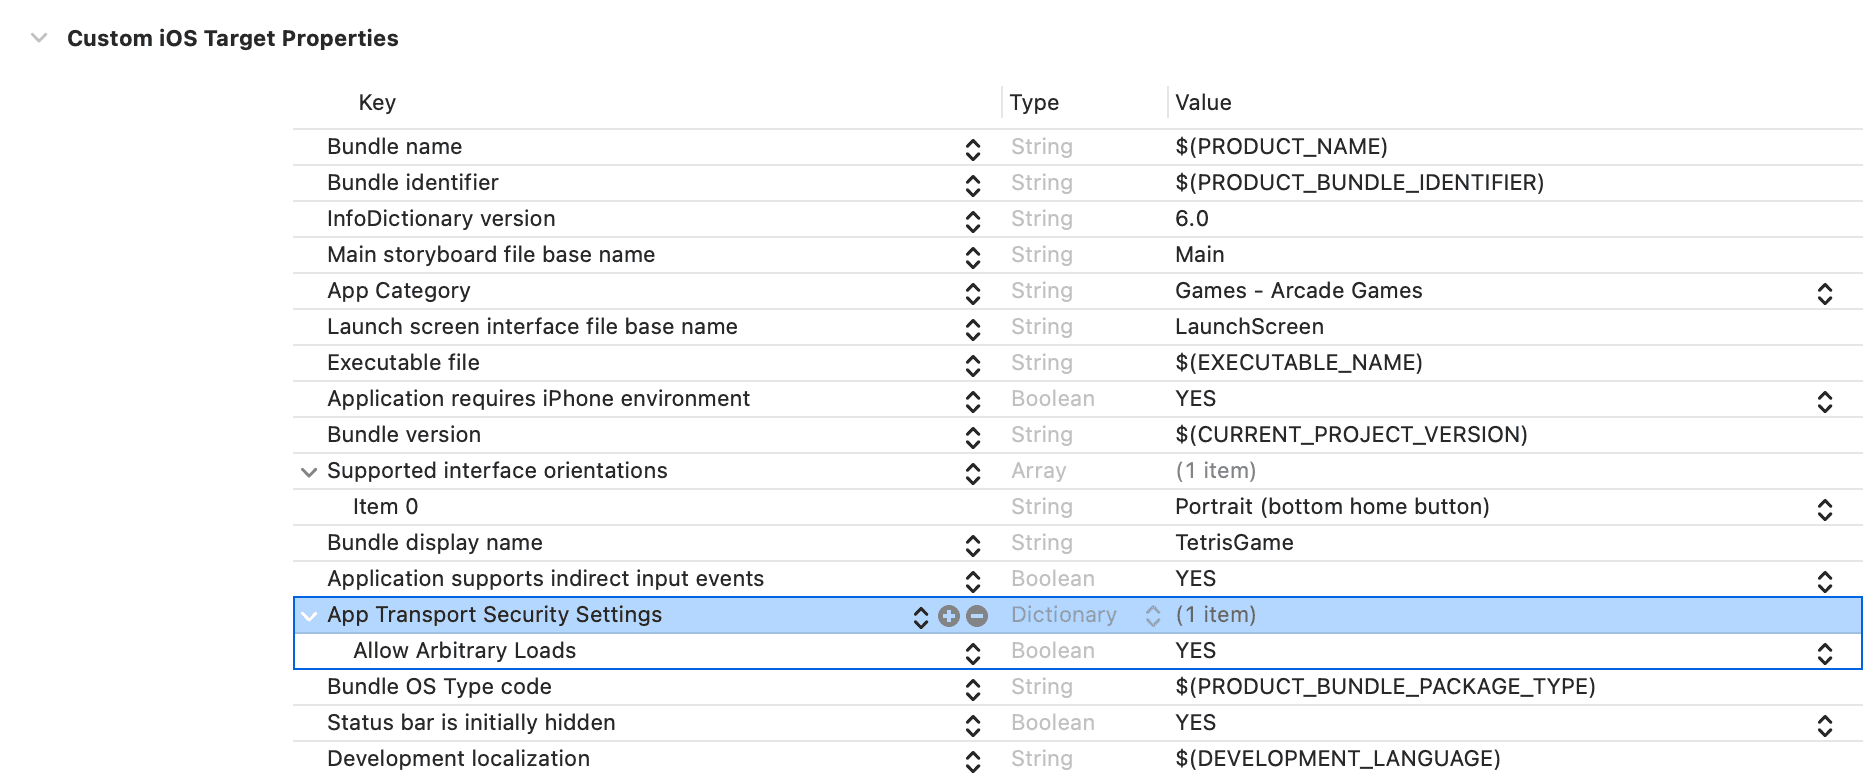 Custom iOS Target Properties
Key Type Value
Bundle name String $(PRODUCT_NAME)
Bundle identifier String $(PRODUCT_BUNDLE_IDENTIFIER)
InfoDictionary version String 6.0
Main storyboard file base name String Main
App Category String Games - Arcade Games
Launch screen interface file base name String LaunchScreen
Executable file String $(EXECUTABLE_NAME)
Application requires iPhone environment Boolean YES
Bundle version String $(CURRENT_PROJECT_VERSION)
Supported interface orientations Array (1 item)
Item 0 String Portrait (bottom home button)
Bundle display name String TetrisGame
Application supports indirect input events Boolean YES
App Transport Security Settings Dictionary (1 item)
Allow Arbitrary Loads Boolean YES
Bundle OS Type code String $(PRODUCT_BUNDLE_PACKAGE_TYPE)
Status bar is initially hidden Boolean YES
Development localization String $(DEVELOPMENT_LANGUAGE)